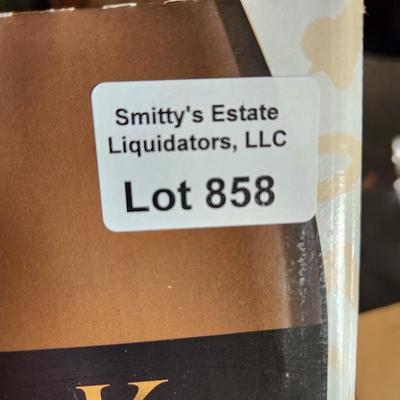 Smitty's Estate
Liquidators, LLC
Lot 858
K